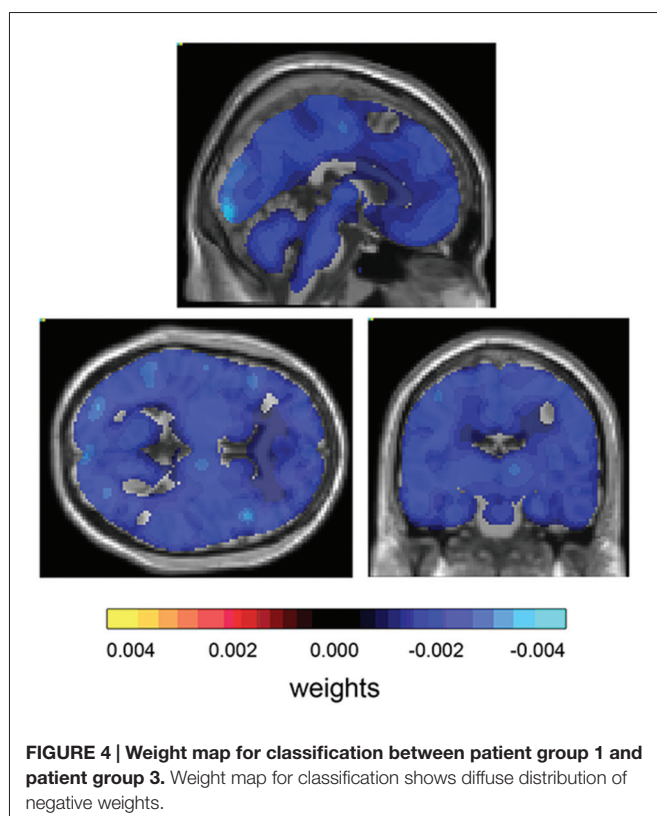 0.004 0.002 0.000 -0.002 -0.004
weights
FIGURE 4 | Weight map for classification between patient group 1 and
patient group 3. Weight map for classification shows diffuse distribution of
negative weights.